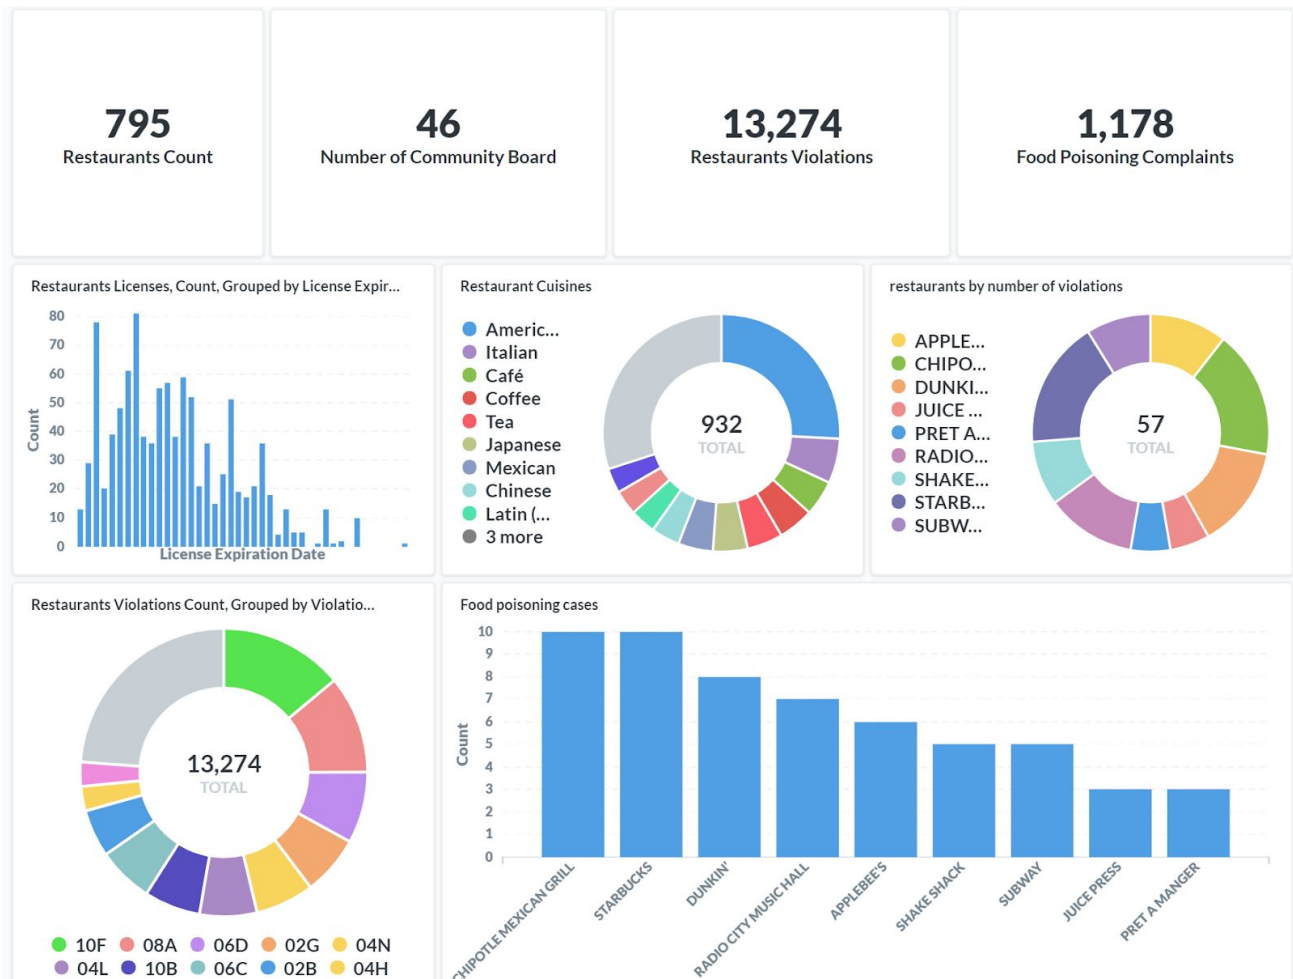 795
Restaurants Count
46
Number of Community Board
13,274
Restaurants Violations
1,178
Food Poisoning Complaints
Restaurants Licenses, Count, Grouped by License Expir...
80
70
60
50
40
30
20
10
0
Count
License Expiration Date
Restaurant Cuisines
Americ...
Italian
Café
Coffee
Tea
Japanese
Mexican
Chinese
Latin (...
3 more
932
TOTAL
restaurants by number of violations
APPLE...
CHIPO...
DUNKI...
JUICE ...
PRET A...
RADIO...
SHAKE...
STARB...
SUBW...
57
TOTAL
Restaurants Violations Count, Grouped by Violatio...
13,274
TOTAL
10F 08A 06D 02G 04N
04L 10B 06C 02B 04H
Food poisoning cases
10
9
8
7
6
5
4
3
2
1
0
Count
CHIPOTLE MEXICAN GRILL
STARBUCKS
DUNKIN'
RADIO CITY MUSIC HALL
APPLEBEE'S
SHAKE SHACK
SUBWAY
JUICE PRESS
PRET A MANGER